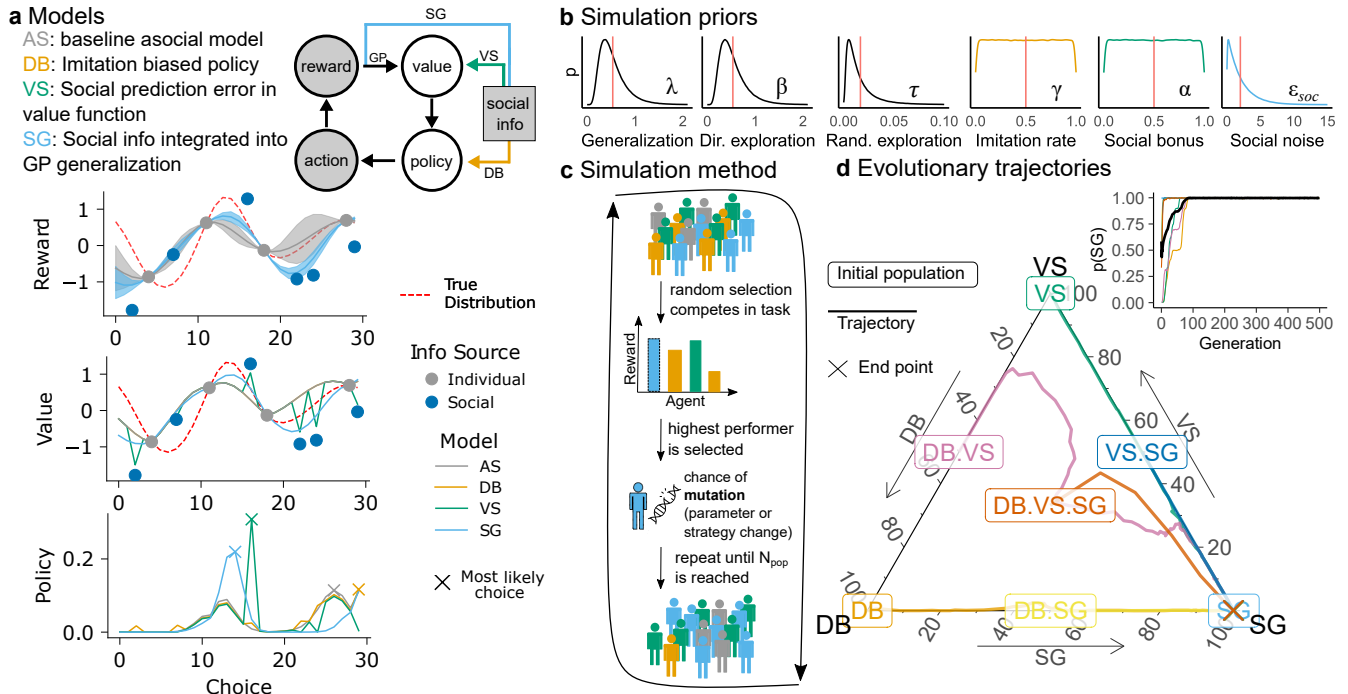 a Models
AS: baseline asocial model
DB: Imitation biased policy
VS: Social prediction error in
value function
SG: Social info integrated into
GP generalization
SG
reward
GP
value
VS
social
info
action
policy
DB
Reward
1
0
−1
0
10
20
30
True
Distribution
Info Source
Individual
Social
Value
1
0
−1
0
10
20
30
Model
AS
DB
VS
SG
Policy
0.2
0.0
0
10
20
30
Choice
Most likely
choice
b Simulation priors
p
λ
0 1 2
Generalization
β
0 1 2
Dir. exploration
τ
0.00 0.05 0.10
Rand. exploration
γ
0.0 0.5 1.0
Imitation rate
α
0.0 0.5 1.0
Social bonus
εsoc
0 5 10 15
Social noise
c Simulation method
random selection
competes in task
Reward
Agent
highest performer
is selected
chance of
mutation
(parameter or
strategy change)
repeat until Npop
is reached
d Evolutionary trajectories
Initial population
Trajectory
End point
p(SG)
1.00
0.75
0.50
0.25
0.00
0 100 200 300 400 500
Generation
VS
VS
100
20
80
DB
40
60
VS
DB.VS
VS.SG
60
40
DB.VS.SG
80
20
100
DB
DB.SG
SG
DB
20
40
60
80
100
SG
SG